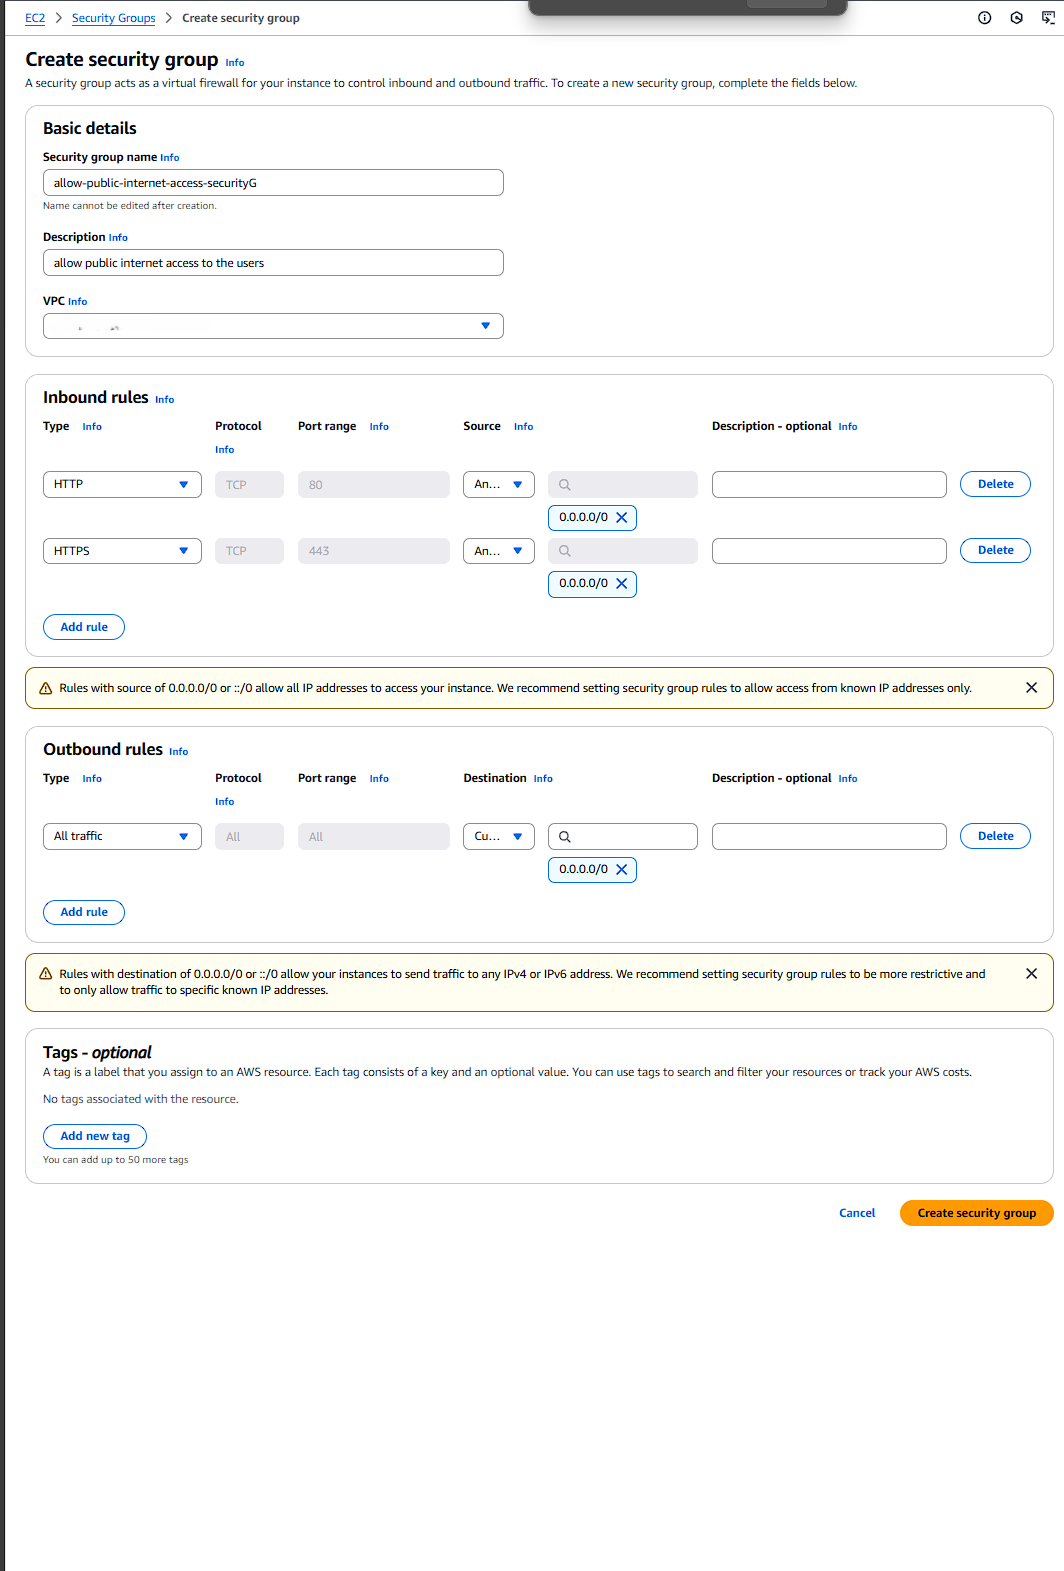 EC2 > Security Groups > Create security group
Create security group Info
A security group acts as a virtual firewall for your instance to control inbound and outbound traffic. To create a new security group, complete the fields below.
Basic details
Security group name Info
allow-public-internet-access-securityG
Name cannot be edited after creation.
Description Info
allow public internet access to the users
VPC Info
Inbound rules Info
Type Info Protocol Info Port range Info Source Info Description - optional Info
HTTP TCP 80 An... Delete
0.0.0.0/0
HTTPS TCP 443 An... Delete
0.0.0.0/0
Add rule
Rules with source of 0.0.0.0/0 or ::/0 allow all IP addresses to access your instance. We recommend setting security group rules to allow access from known IP addresses only.
Outbound rules Info
Type Info Protocol Info Port range Info Destination Info Description - optional Info
All traffic All All Cu... Delete
0.0.0.0/0
Add rule
Rules with destination of 0.0.0.0/0 or ::/0 allow your instances to send traffic to any IPv4 or IPv6 address. We recommend setting security group rules to be more restrictive and
to only allow traffic to specific known IP addresses.
Tags - optional
A tag is a label that you assign to an AWS resource. Each tag consists of a key and an optional value. You can use tags to search and filter your resources or track your AWS costs.
No tags associated with the resource.
Add new tag
You can add up to 50 more tags
Cancel Create security group